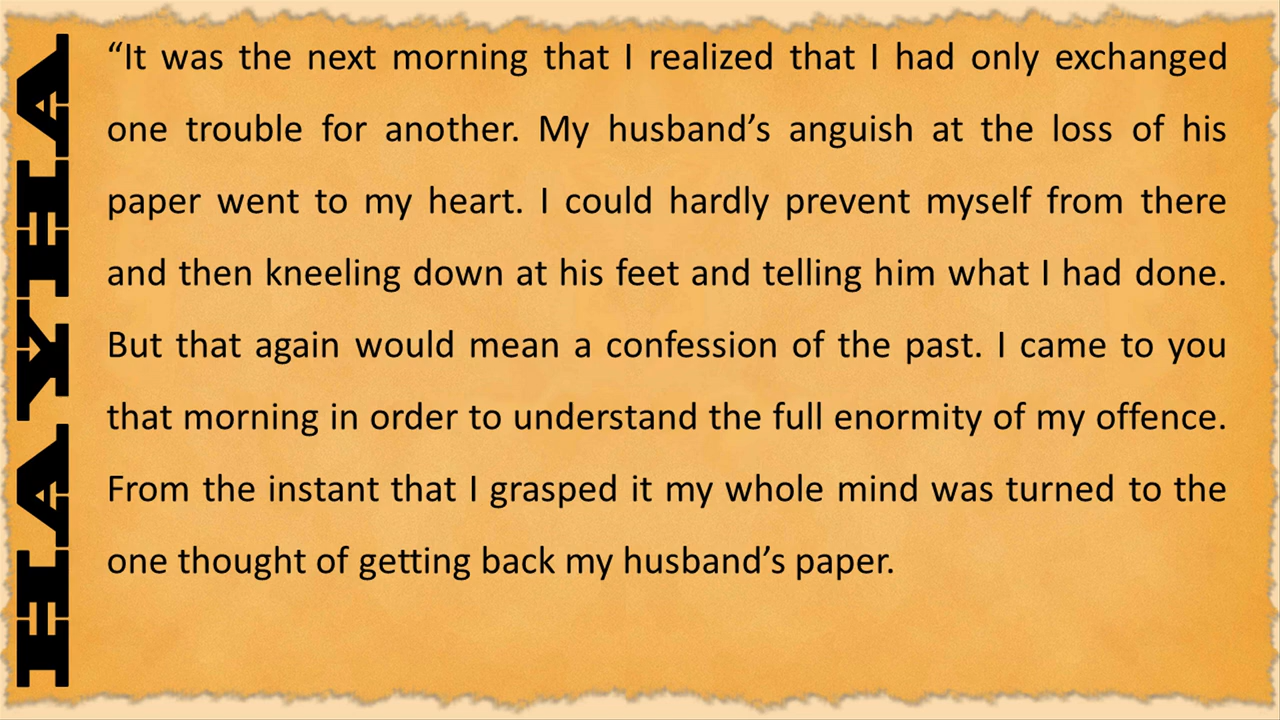 HAYHA
“It was the next morning that I realized that I had only exchanged
one trouble for another. My husband’s anguish at the loss of his
paper went to my heart. I could hardly prevent myself from there
and then kneeling down at his feet and telling him what I had done.
But that again would mean a confession of the past. I came to you
that morning in order to understand the full enormity of my offence.
From the instant that I grasped it my whole mind was turned to the
one thought of getting back my husband’s paper.